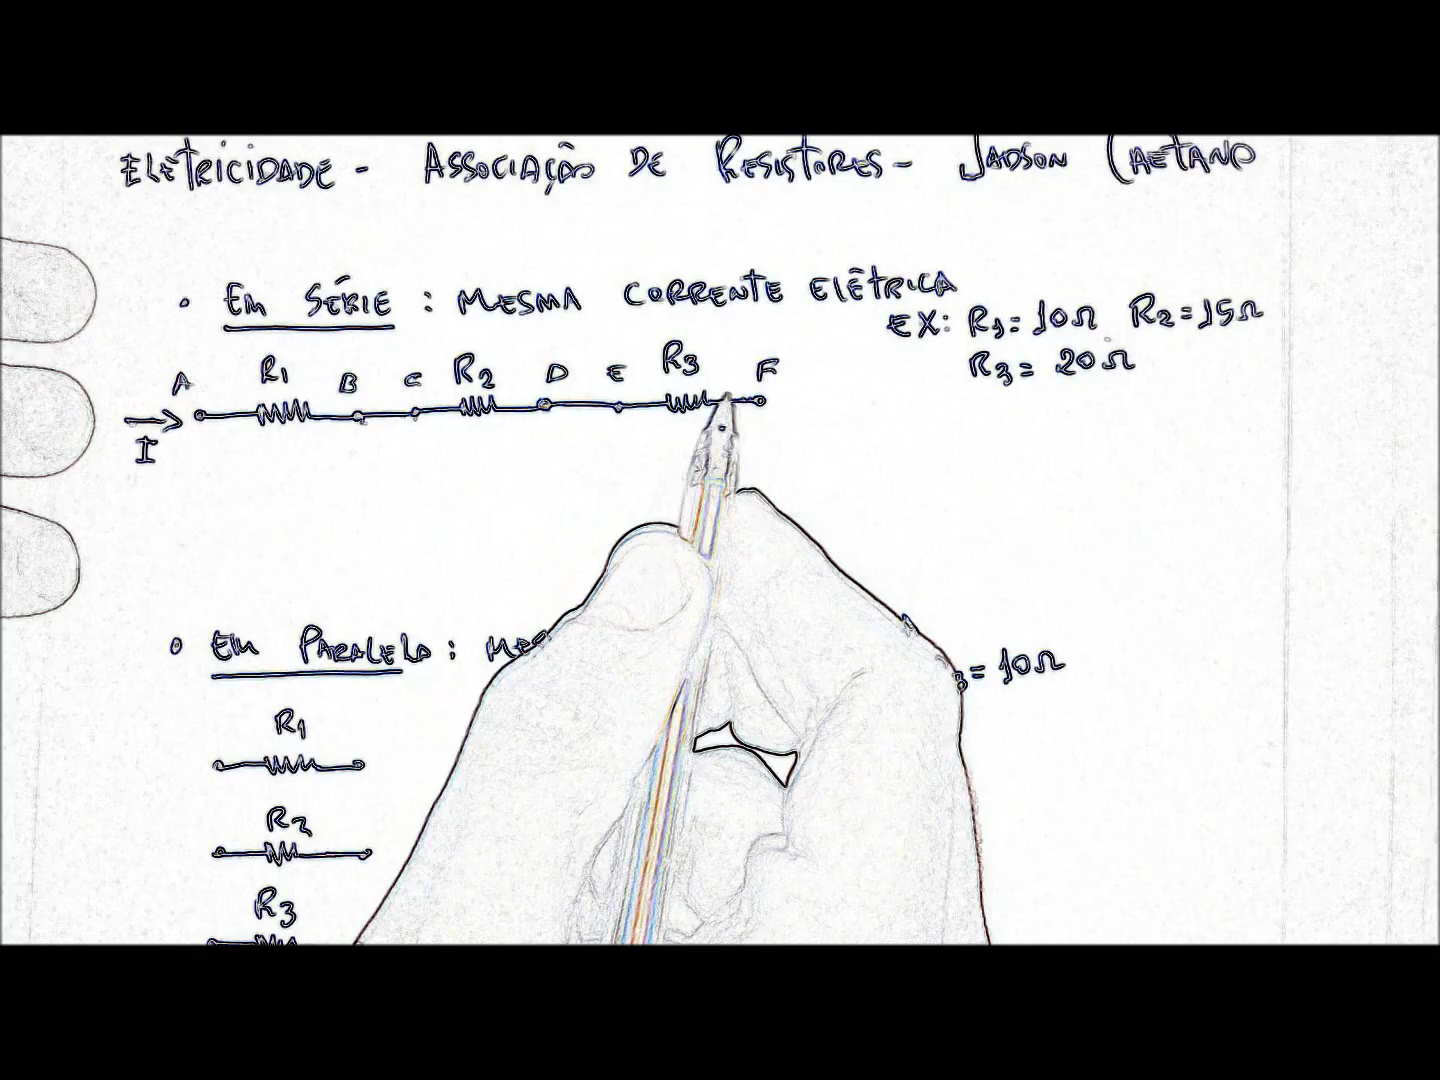 ELETRICIDADE - ASSOCIAÇÃO DE RESISTORES - JADSON CAETANO
• EM SÉRIE : MESMA CORRENTE ELÉTRICA
EX: R1=10Ω R2=15Ω
R3=20Ω
A R1 B C R2 D E R3 F
I
• EM PARALELO :
=10Ω
R1
R2
R3